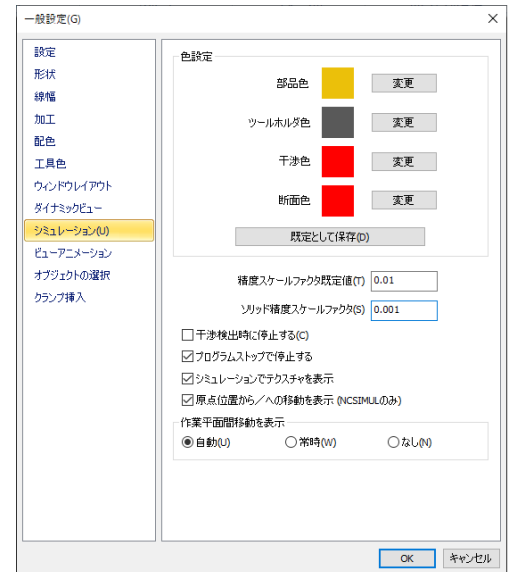 一般設定(G)
設定
形状
線幅
加工
配色
工具色
ウィンドウレイアウト
ダイナミックビュー
シミュレーション(U)
ビューアニメーション
オブジェクトの選択
クランプ挿入
色設定
部品色 変更
ツールホルダ色 変更
干渉色 変更
断面色 変更
既定として保存(D)
精度スケールファクタ既定値(T) 0.01
ソリッド精度スケールファクタ(S) 0.001
干渉検出時に停止する(C)
プログラムストップで停止する
シミュレーションでテクスチャを表示
原点位置から／への移動を表示 (NCSIMULのみ)
作業平面間移動を表示
自動(U) 常時(W) なし(N)
OK キャンセル